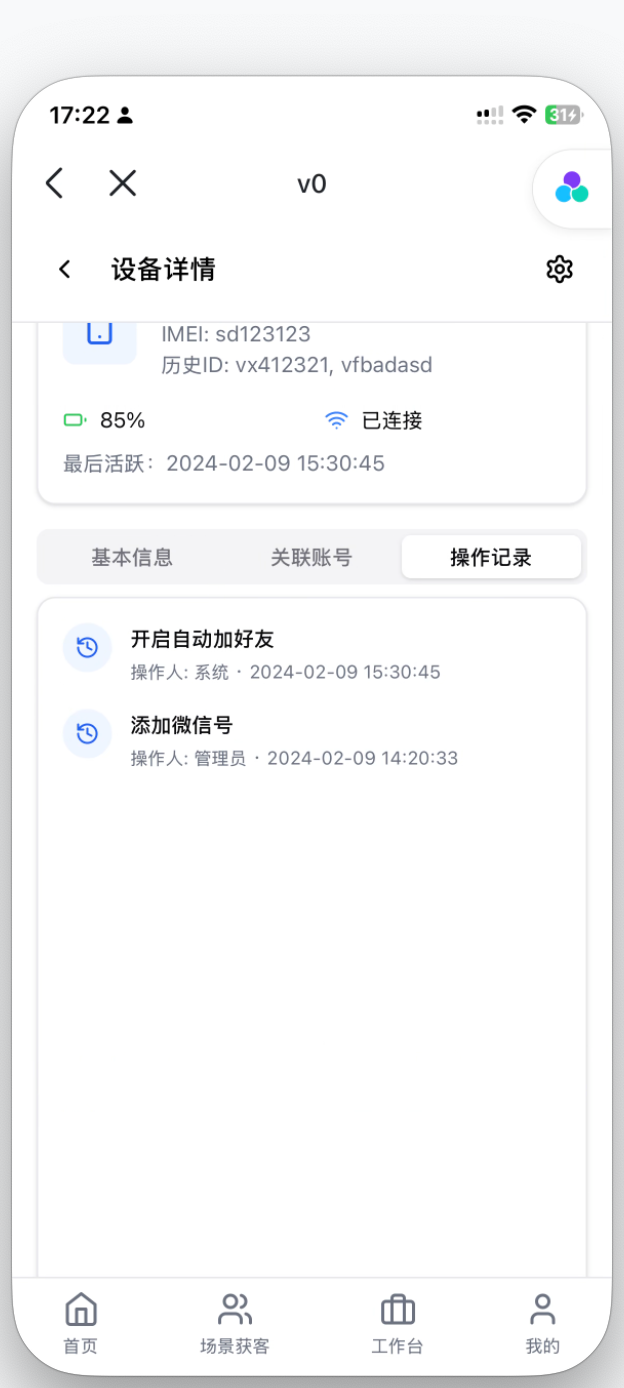 17:22
31
v0
设备详情
IMEI: sd123123
历史ID: vx412321, vfbadasd
85%
已连接
最后活跃：2024-02-09 15:30:45
基本信息
关联账号
操作记录
开启自动加好友
操作人: 系统 · 2024-02-09 15:30:45
添加微信号
操作人: 管理员 · 2024-02-09 14:20:33
首页
场景获客
工作台
我的